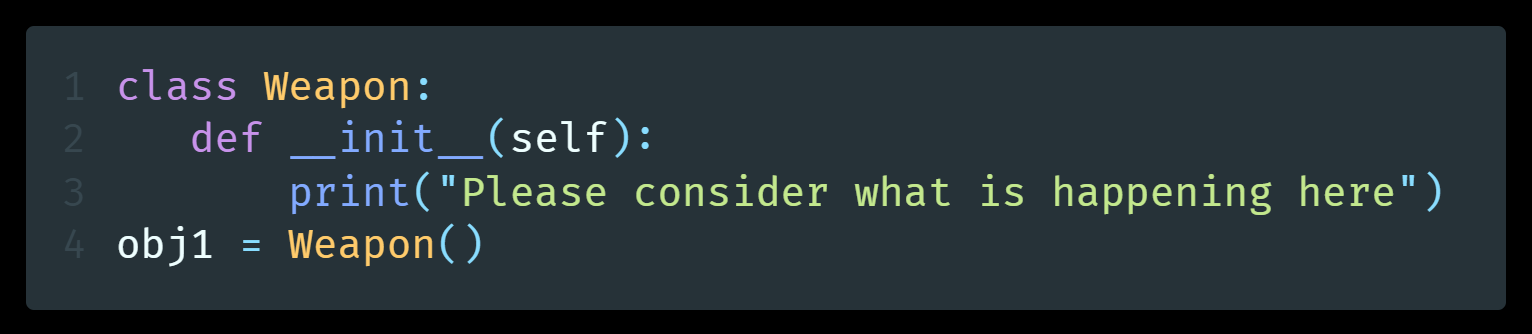 1 class Weapon:
2    def __init__(self):
3        print("Please consider what is happening here")
4 obj1 = Weapon()